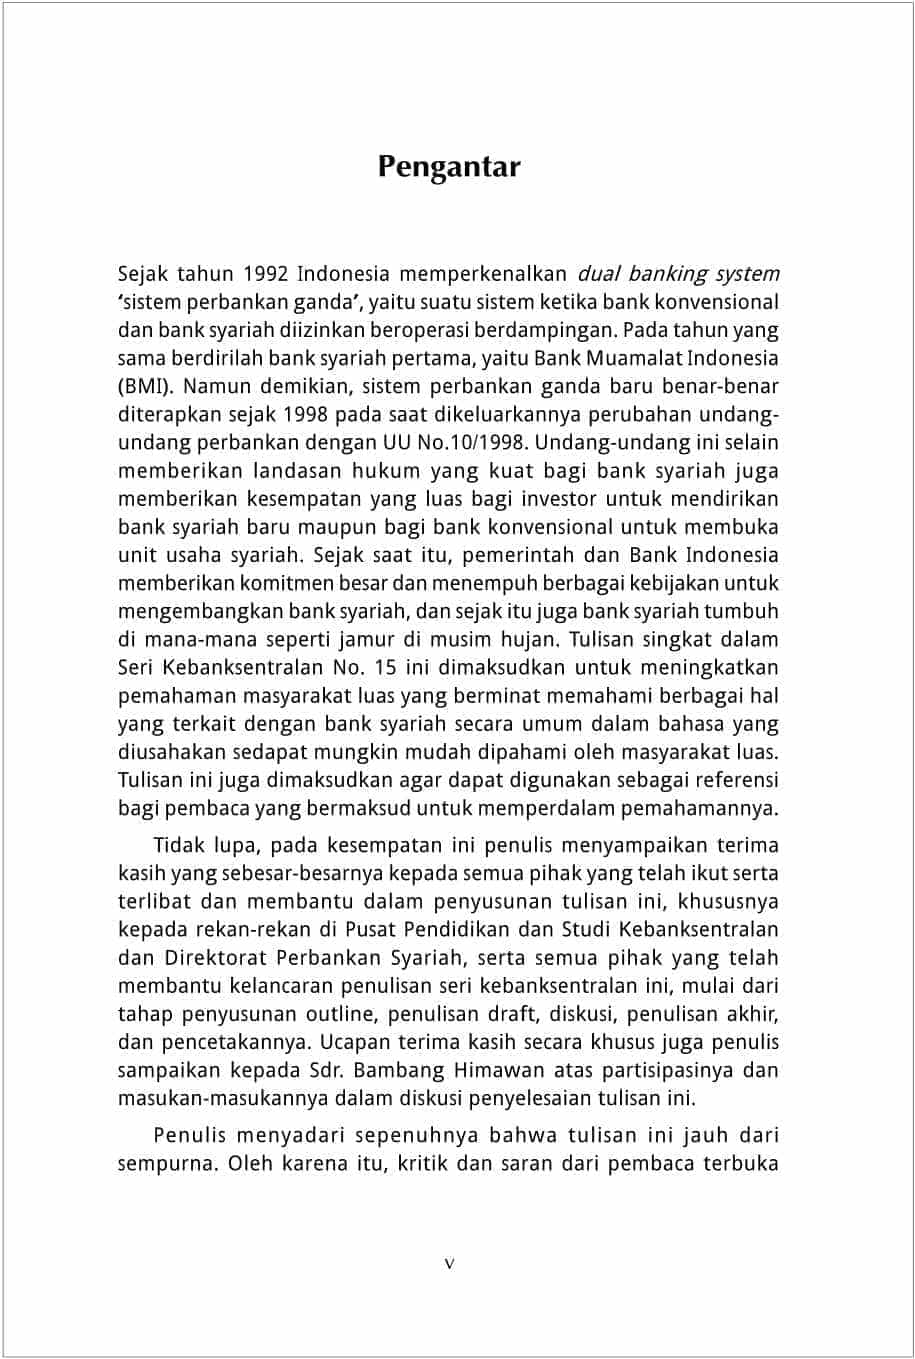 Pengantar
Sejak tahun 1992 Indonesia memperkenalkan dual banking system
‘sistem perbankan ganda’, yaitu suatu sistem ketika bank konvensional
dan bank syariah diizinkan beroperasi berdampingan. Pada tahun yang
sama berdirilah bank syariah pertama, yaitu Bank Muamalat Indonesia
(BMI). Namun demikian, sistem perbankan ganda baru benar-benar
diterapkan sejak 1998 pada saat dikeluarkannya perubahan undang-
undang perbankan dengan UU No.10/1998. Undang-undang ini selain
memberikan landasan hukum yang kuat bagi bank syariah juga
memberikan kesempatan yang luas bagi investor untuk mendirikan
bank syariah baru maupun bagi bank konvensional untuk membuka
unit usaha syariah. Sejak saat itu, pemerintah dan Bank Indonesia
memberikan komitmen besar dan menempuh berbagai kebijakan untuk
mengembangkan bank syariah, dan sejak itu juga bank syariah tumbuh
di mana-mana seperti jamur di musim hujan. Tulisan singkat dalam
Seri Kebanksentralan No. 15 ini dimaksudkan untuk meningkatkan
pemahaman masyarakat luas yang berminat memahami berbagai hal
yang terkait dengan bank syariah secara umum dalam bahasa yang
diusahakan sedapat mungkin mudah dipahami oleh masyarakat luas.
Tulisan ini juga dimaksudkan agar dapat digunakan sebagai referensi
bagi pembaca yang bermaksud untuk memperdalam pemahamannya.
Tidak lupa, pada kesempatan ini penulis menyampaikan terima
kasih yang sebesar-besarnya kepada semua pihak yang telah ikut serta
terlibat dan membantu dalam penyusunan tulisan ini, khususnya
kepada rekan-rekan di Pusat Pendidikan dan Studi Kebanksentralan
dan Direktorat Perbankan Syariah, serta semua pihak yang telah
membantu kelancaran penulisan seri kebanksentralan ini, mulai dari
tahap penyusunan outline, penulisan draft, diskusi, penulisan akhir,
dan pencetakannya. Ucapan terima kasih secara khusus juga penulis
sampaikan kepada Sdr. Bambang Himawan atas partisipasinya dan
masukan-masukannya dalam diskusi penyelesaian tulisan ini.
Penulis menyadari sepenuhnya bahwa tulisan ini jauh dari
sempurna. Oleh karena itu, kritik dan saran dari pembaca terbuka
v